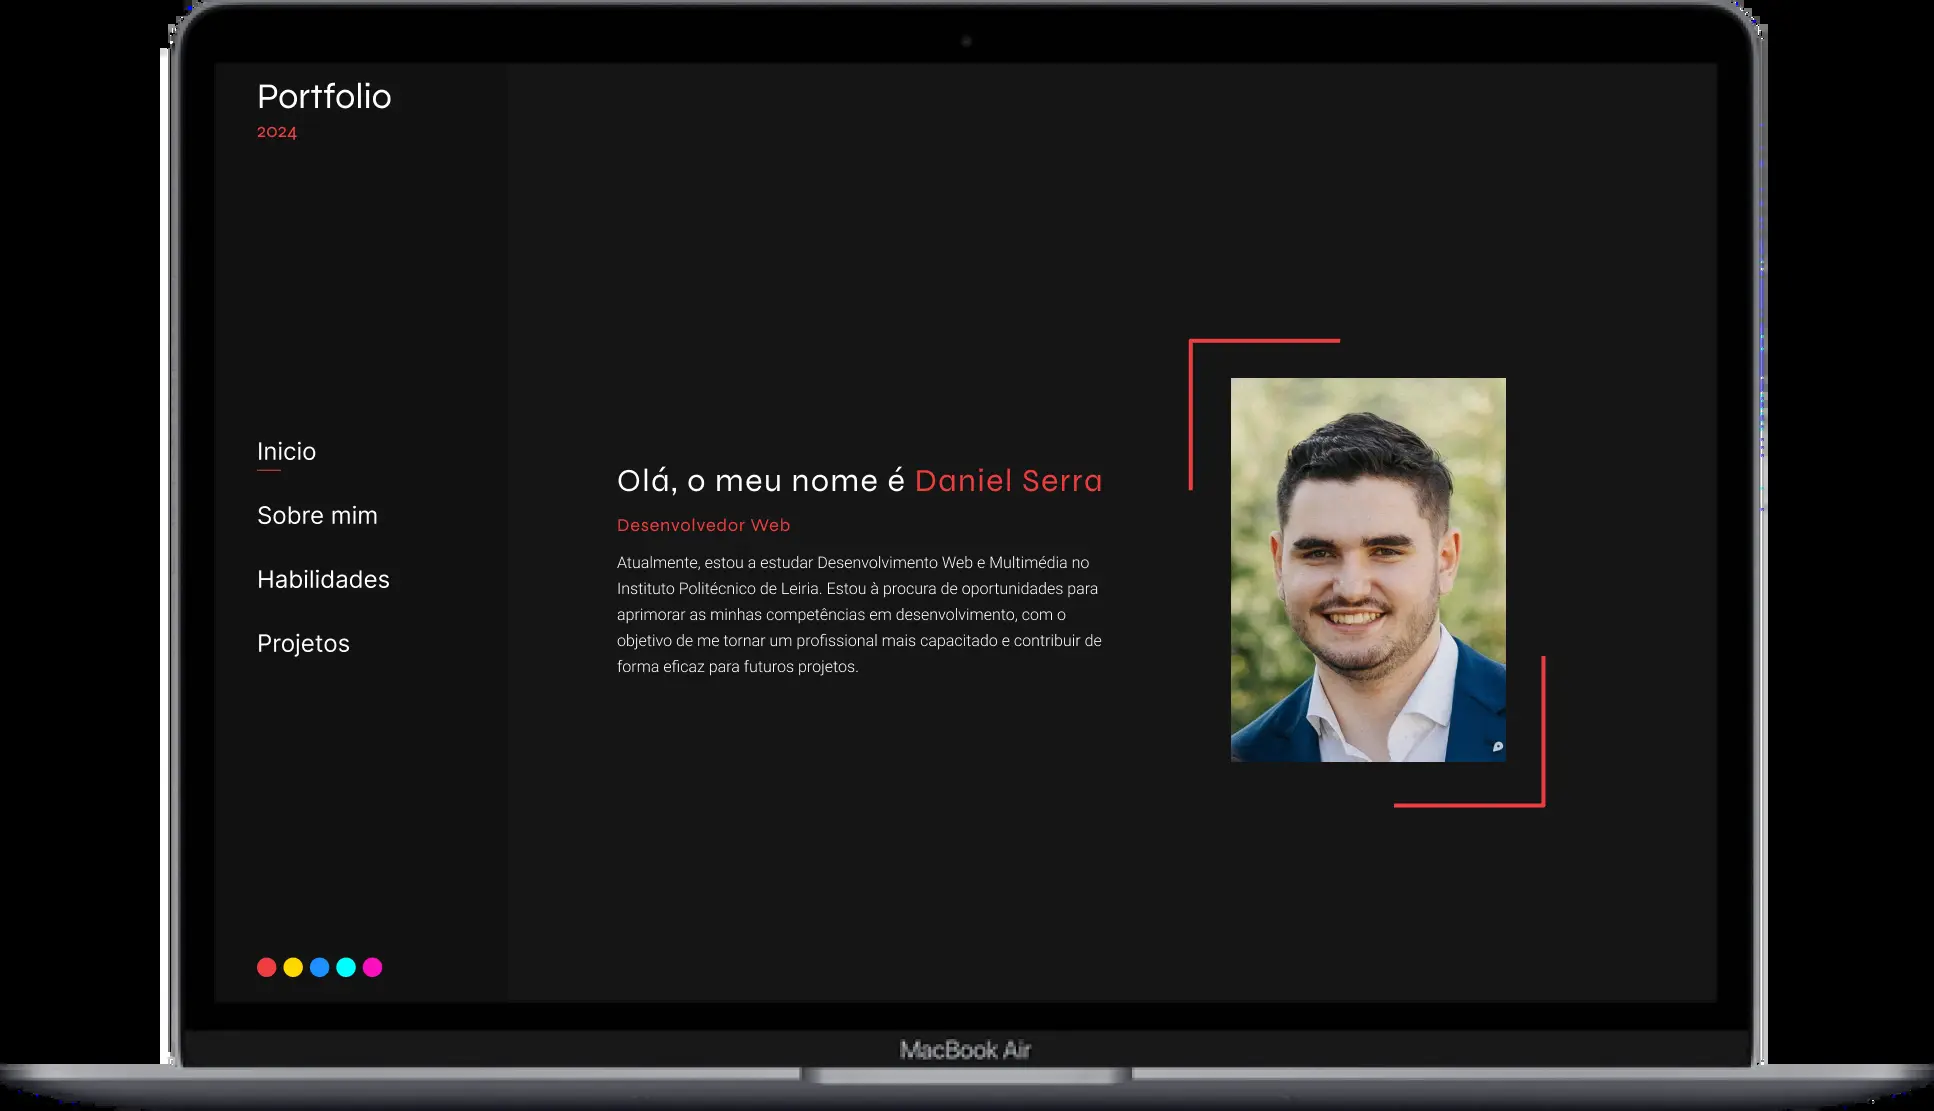 Portfolio
2024
Inicio
Sobre mim
Habilidades
Projetos
Olá, o meu nome é Daniel Serra
Desenvolvedor Web
Atualmente, estou a estudar Desenvolvimento Web e Multimédia no
Instituto Politécnico de Leiria. Estou à procura de oportunidades para
aprimorar as minhas competências em desenvolvimento, com o
objetivo de me tornar um profissional mais capacitado e contribuir de
forma eficaz para futuros projetos.
MacBook Air